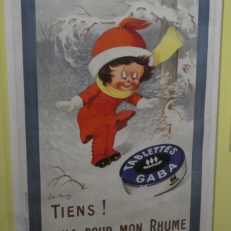 TABLETTES
GABA
TIENS !
POUR MON RHUME